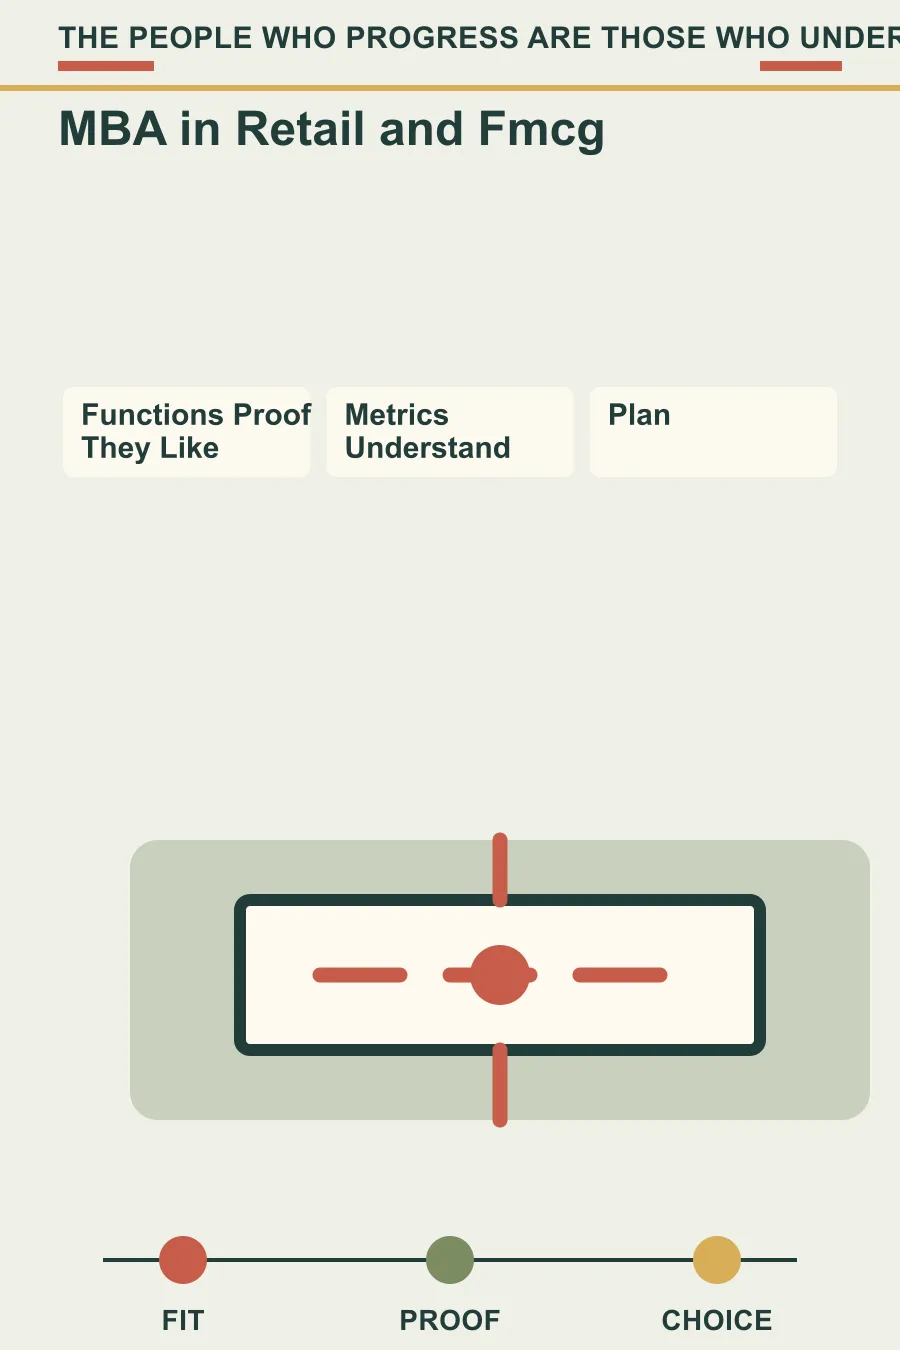 THE PEOPLE WHO PROGRESS ARE THOSE WHO UNDER
MBA in Retail and Fmcg
Functions Proof
They Like
Metrics
Understand
Plan
FIT
PROOF
CHOICE